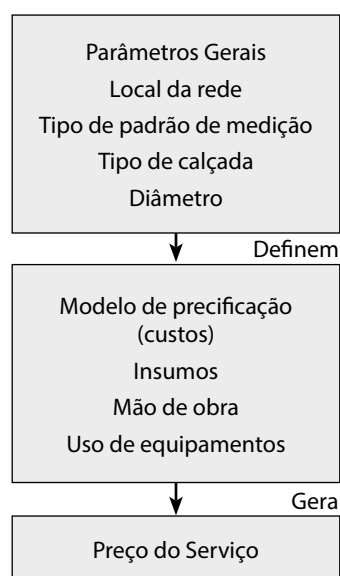 Parâmetros Gerais
Local da rede
Tipo de padrão de medição
Tipo de calçada
Diâmetro
Definem
Modelo de precificação
(custos)
Insumos
Mão de obra
Uso de equipamentos
Gera
Preço do Serviço